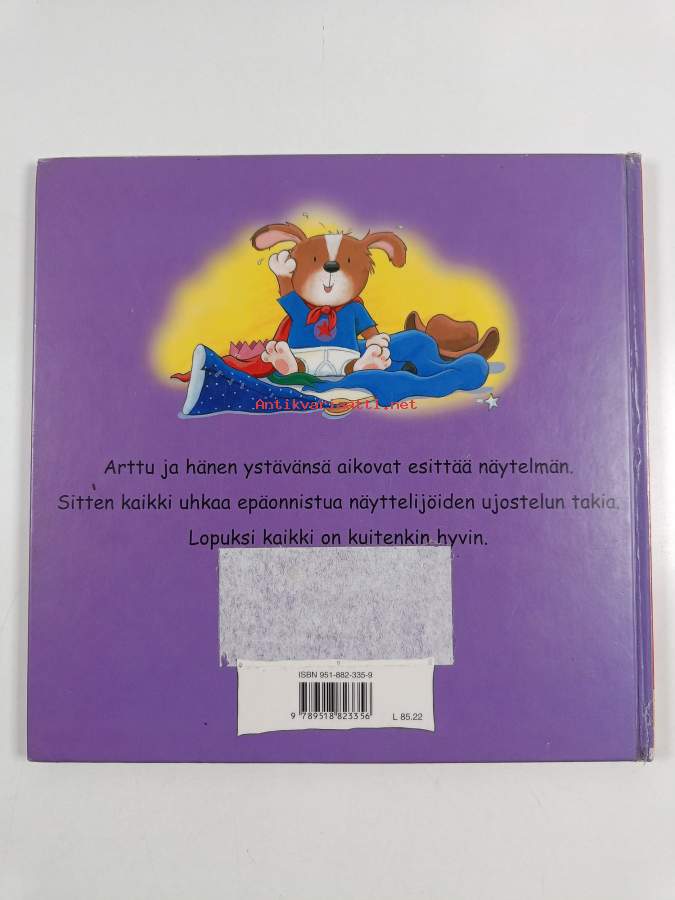 Antikvariaatti.net
Arttu ja hänen ystävänsä aikovat esittää näytelmän.
Sitten kaikki uhkaa epäonnistua näyttelijöiden ujostelun takia.
Lopuksi kaikki on kuitenkin hyvin.
ISBN 951-882-335-9
9 789518 823356
L 85.22